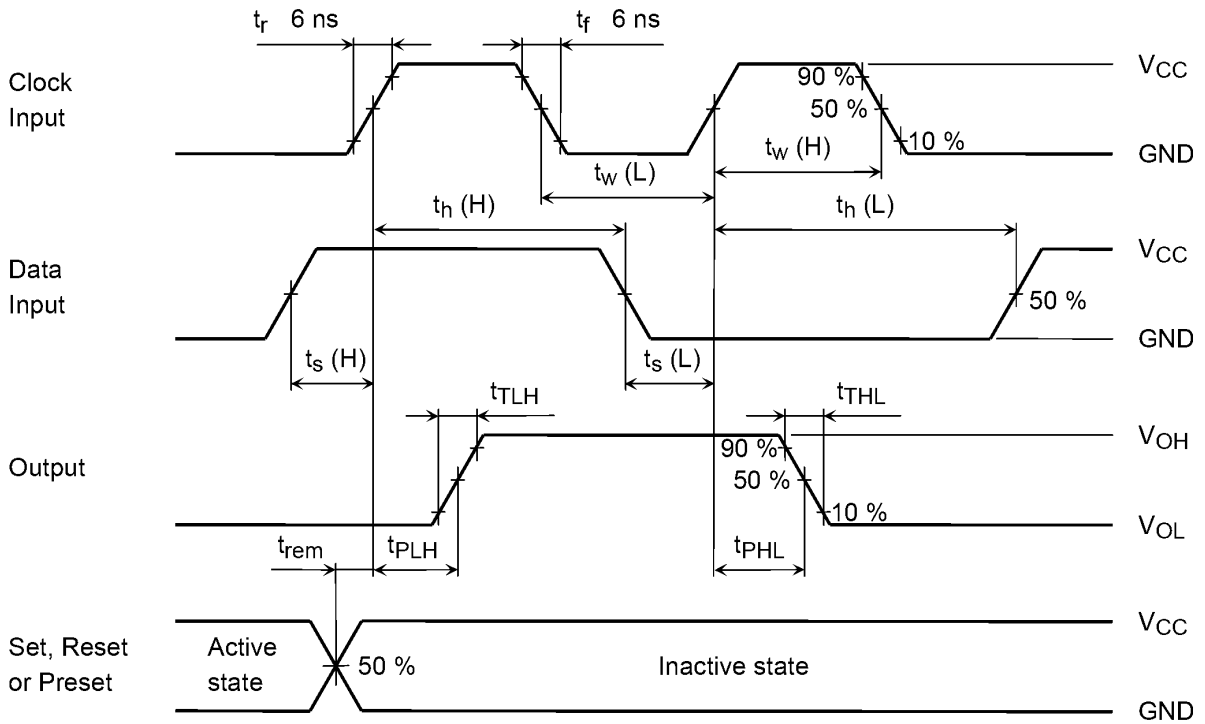 tr 6 ns
tf 6 ns
Clock
Input
VCC
90 %
50 %
10 %
GND
tw (L)
tw (H)
th (H)
th (L)
Data
Input
VCC
50 %
GND
ts (H)
ts (L)
tTLH
tTHL
Output
VOH
90 %
50 %
10 %
VOL
trem
tPLH
tPHL
Set, Reset
or Preset
Active
state
50 %
Inactive state
VCC
GND